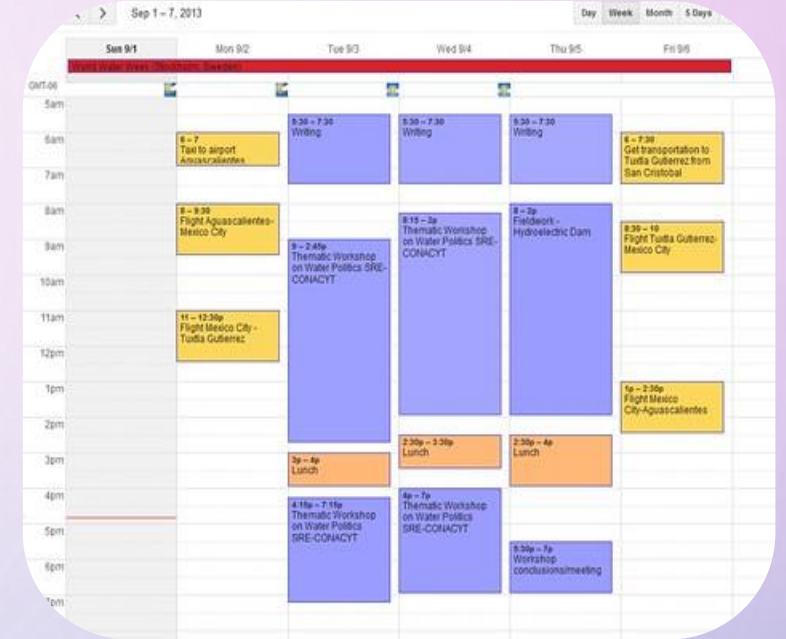 Sep 1 – 7, 2013
Day Week Month 5 Days
Sun 9/1 Mon 9/2 Tue 9/3 Wed 9/4 Thu 9/5 Fri 9/6
World Water Week (Stockholm, Sweden)
GMT-06
5am
6am
7am
8am
9am
10am
11am
12pm
1pm
2pm
3pm
4pm
5pm
6pm
7pm
6 – 7
Taxi to airport
Aguascalientes
8 – 9:30
Flight Aguascalientes-
Mexico City
11 – 12:30p
Flight Mexico City -
Tuxtla Gutierrez
5:30 – 7:30
Writing
9 – 2:45p
Thematic Workshop
on Water Politics SRE-
CONACYT
3p – 4p
Lunch
4:15p – 7:15p
Thematic Workshop
on Water Politics
SRE-CONACYT
5:30 – 7:30
Writing
8:15 – 2p
Thematic Workshop
on Water Politics SRE-
CONACYT
2:30p – 3:30p
Lunch
4p – 7p
Thematic Workshop
on Water Politics
SRE-CONACYT
5:30 – 7:30
Writing
8 – 2p
Fieldwork -
Hydroelectric Dam
2:30p – 4p
Lunch
5:30p – 7p
Workshop
conclusions/meeting
6 – 7:30
Get transportation to
Tuxtla Gutierrez from
San Cristobal
8:30 – 10
Flight Tuxtla Gutierrez-
Mexico City
1p – 2:30p
Flight Mexico
City-Aguascalientes